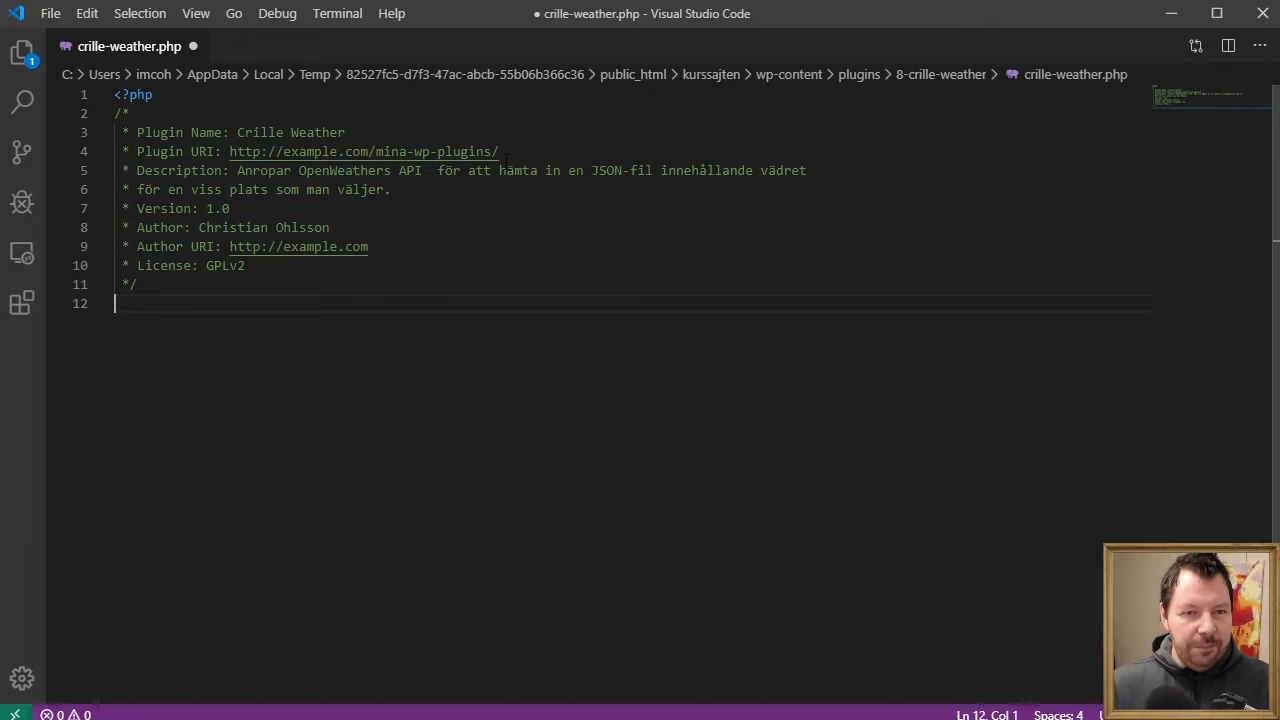 File Edit Selection View Go Debug Terminal Help
● crille-weather.php - Visual Studio Code
crille-weather.php ●
C: > Users > imcoh > AppData > Local > Temp > 82527fc5-d7f3-47ac-abcb-55b06b366c36 > public_html > kurssajten > wp-content > plugins > 8-crille-weather > crille-weather.php
1
1 <?php
2 /*
3 * Plugin Name: Crille Weather
4 * Plugin URI: http://example.com/mina-wp-plugins/
5 * Description: Anropar OpenWeathers API  för att hämta in en JSON-fil innehållande vädret
6 * för en viss plats som man väljer.
7 * Version: 1.0
8 * Author: Christian Ohlsson
9 * Author URI: http://example.com
10 * License: GPLv2
11 */
12
0 0 Ln 12, Col 1 Spaces: 4